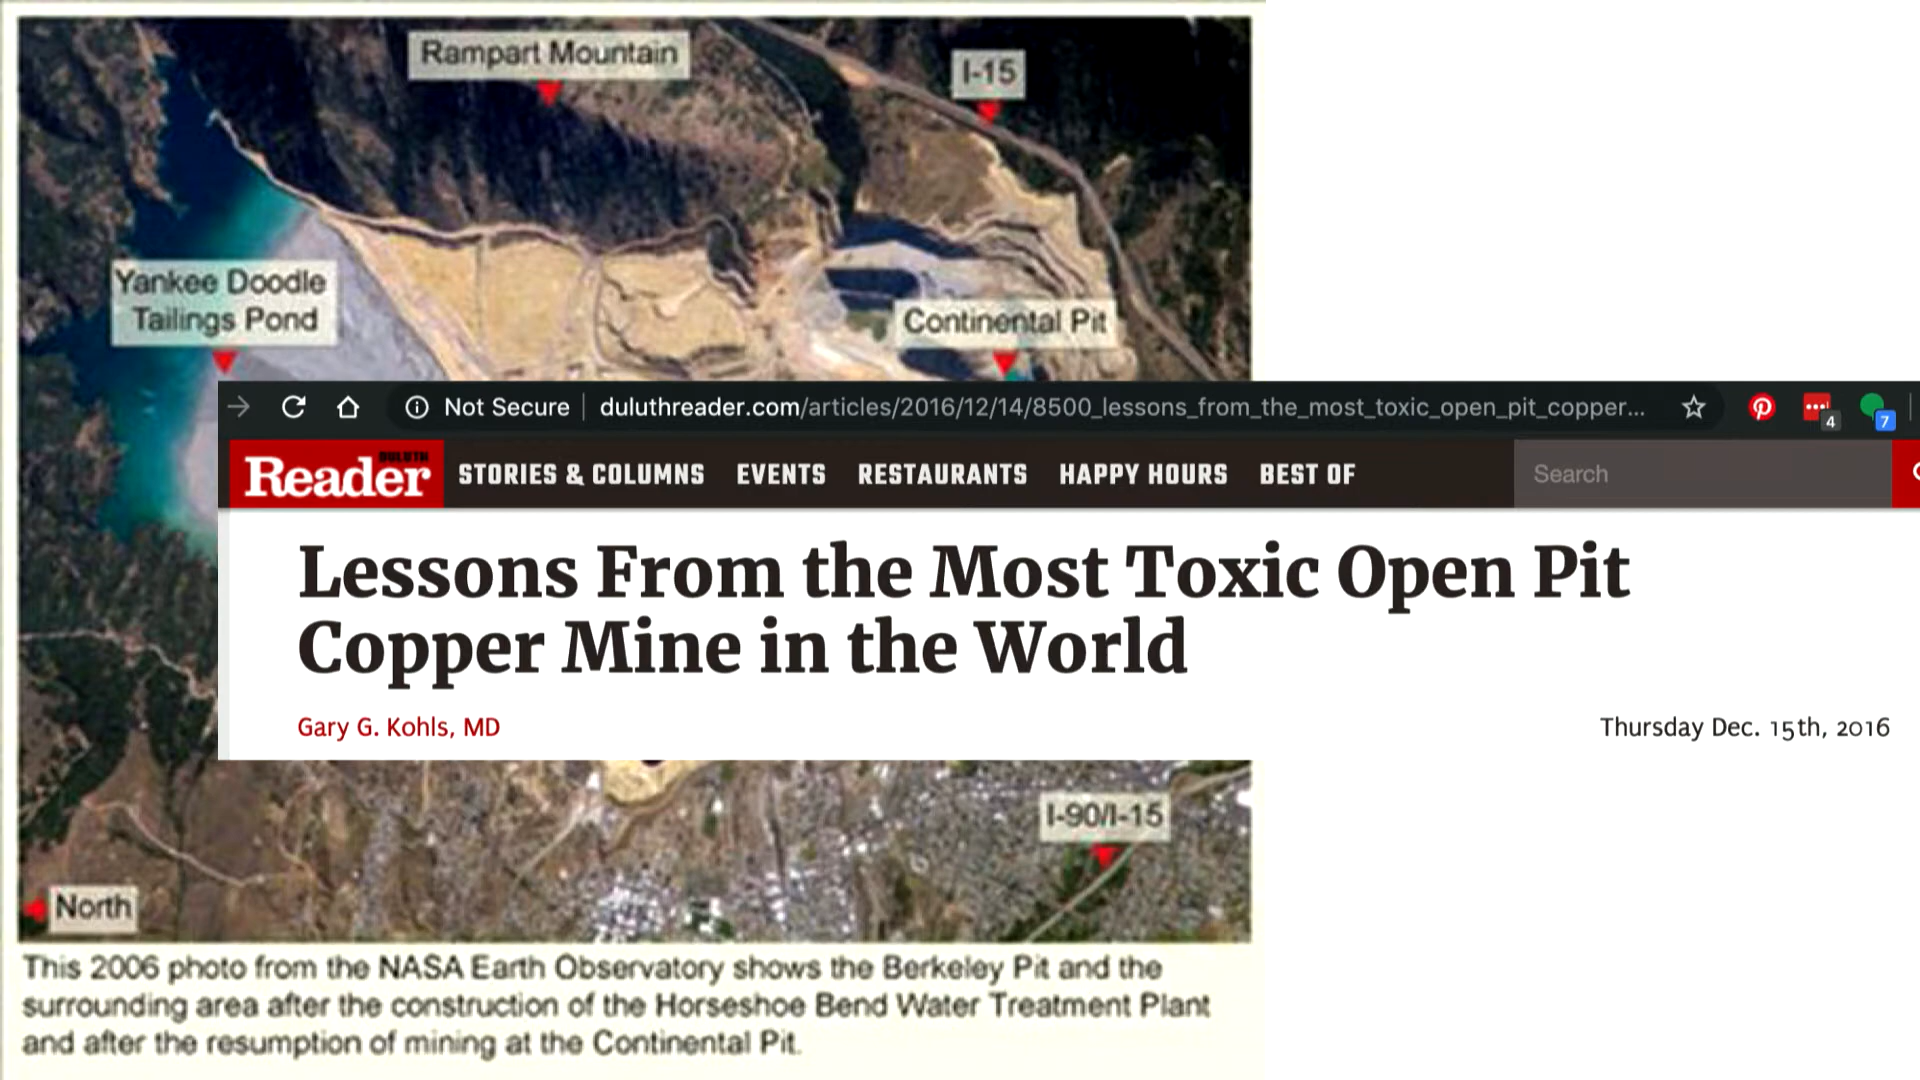 Rampart Mountain
I-15
Yankee Doodle
Tailings Pond
Continental Pit
Not Secure
duluthreader.com/articles/2016/12/14/8500_lessons_from_the_most_toxic_open_pit_copper...
4
7
DULUTH
Reader
STORIES & COLUMNS
EVENTS
RESTAURANTS
HAPPY HOURS
BEST OF
Search
Lessons From the Most Toxic Open Pit
Copper Mine in the World
Gary G. Kohls, MD
Thursday Dec. 15th, 2016
I-90/I-15
North
This 2006 photo from the NASA Earth Observatory shows the Berkeley Pit and the
surrounding area after the construction of the Horseshoe Bend Water Treatment Plant
and after the resumption of mining at the Continental Pit.